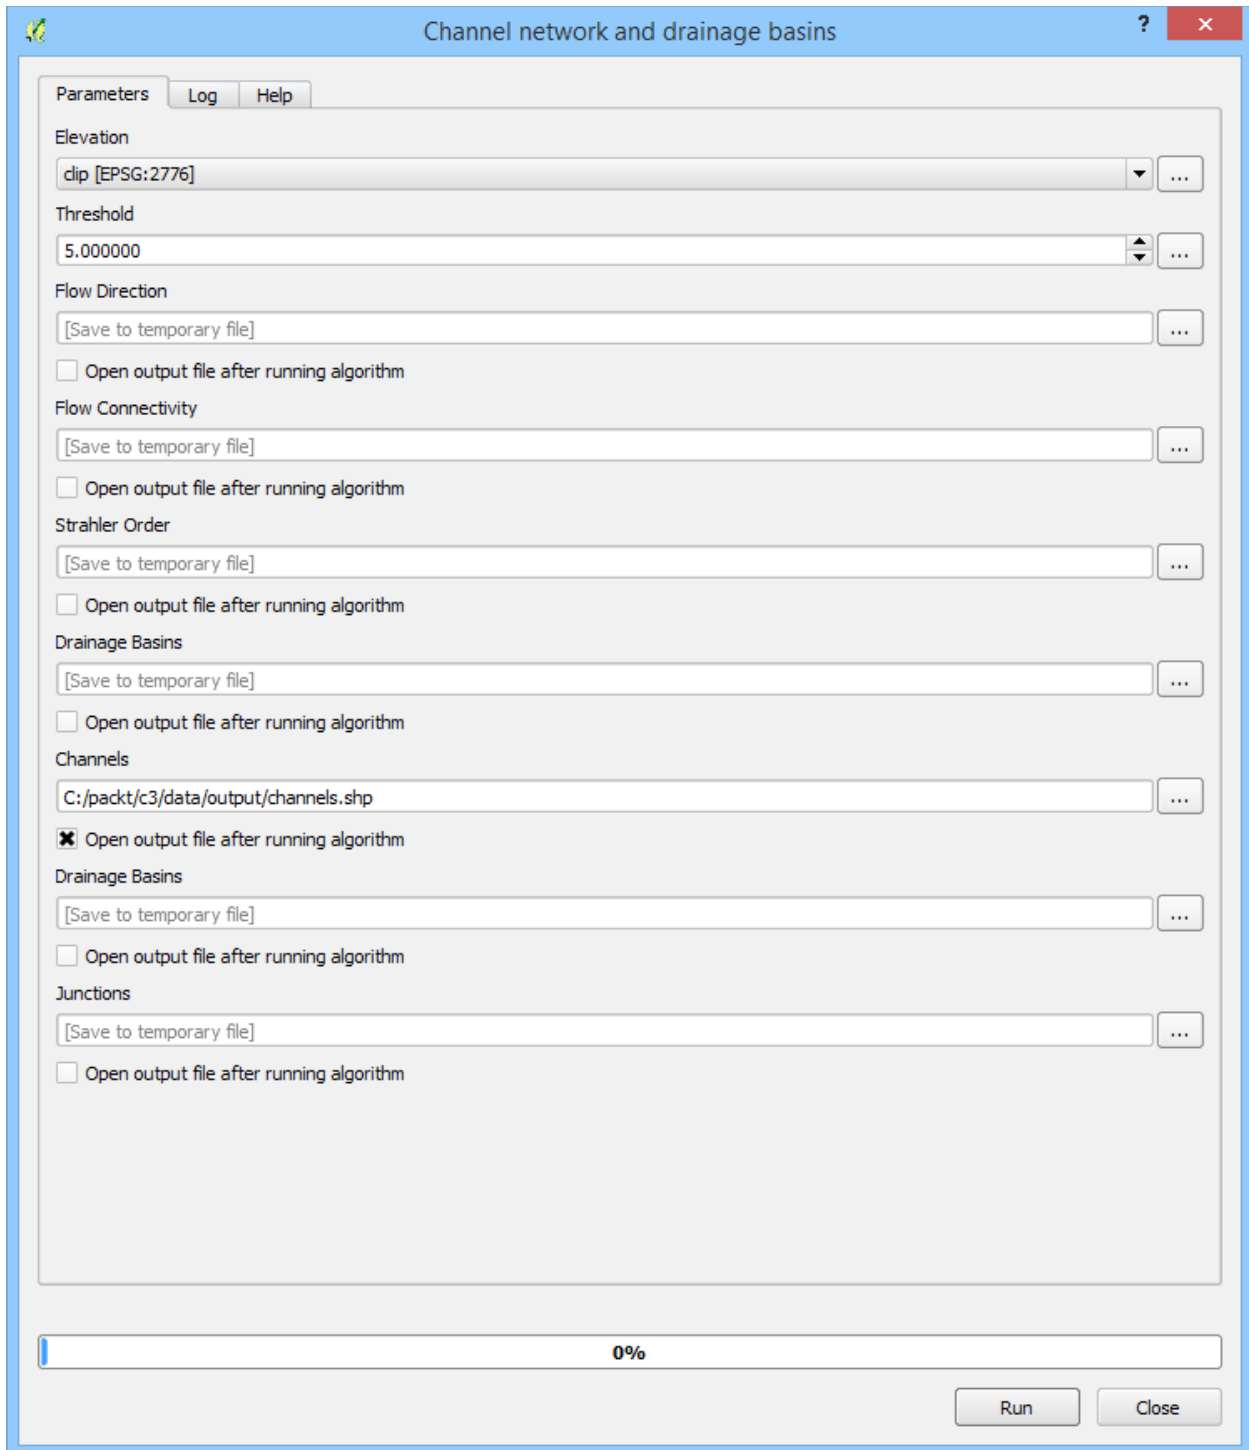 Channel network and drainage basins
?
Parameters Log Help
Elevation
clip [EPSG:2776]
...
Threshold
5.000000
...
Flow Direction
[Save to temporary file]
...
Open output file after running algorithm
Flow Connectivity
[Save to temporary file]
...
Open output file after running algorithm
Strahler Order
[Save to temporary file]
...
Open output file after running algorithm
Drainage Basins
[Save to temporary file]
...
Open output file after running algorithm
Channels
C:/packt/c3/data/output/channels.shp
...
Open output file after running algorithm
Drainage Basins
[Save to temporary file]
...
Open output file after running algorithm
Junctions
[Save to temporary file]
...
Open output file after running algorithm
0%
Run Close